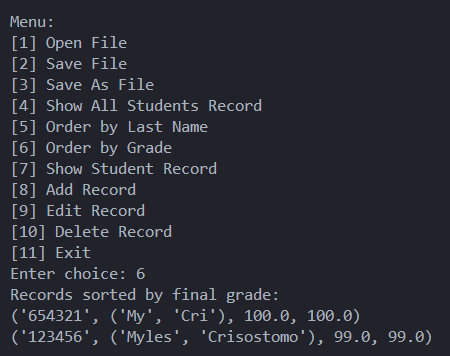 Menu:
[1] Open File
[2] Save File
[3] Save As File
[4] Show All Students Record
[5] Order by Last Name
[6] Order by Grade
[7] Show Student Record
[8] Add Record
[9] Edit Record
[10] Delete Record
[11] Exit
Enter choice: 6
Records sorted by final grade:
('654321', ('My', 'Cri'), 100.0, 100.0)
('123456', ('Myles', 'Crisostomo'), 99.0, 99.0)